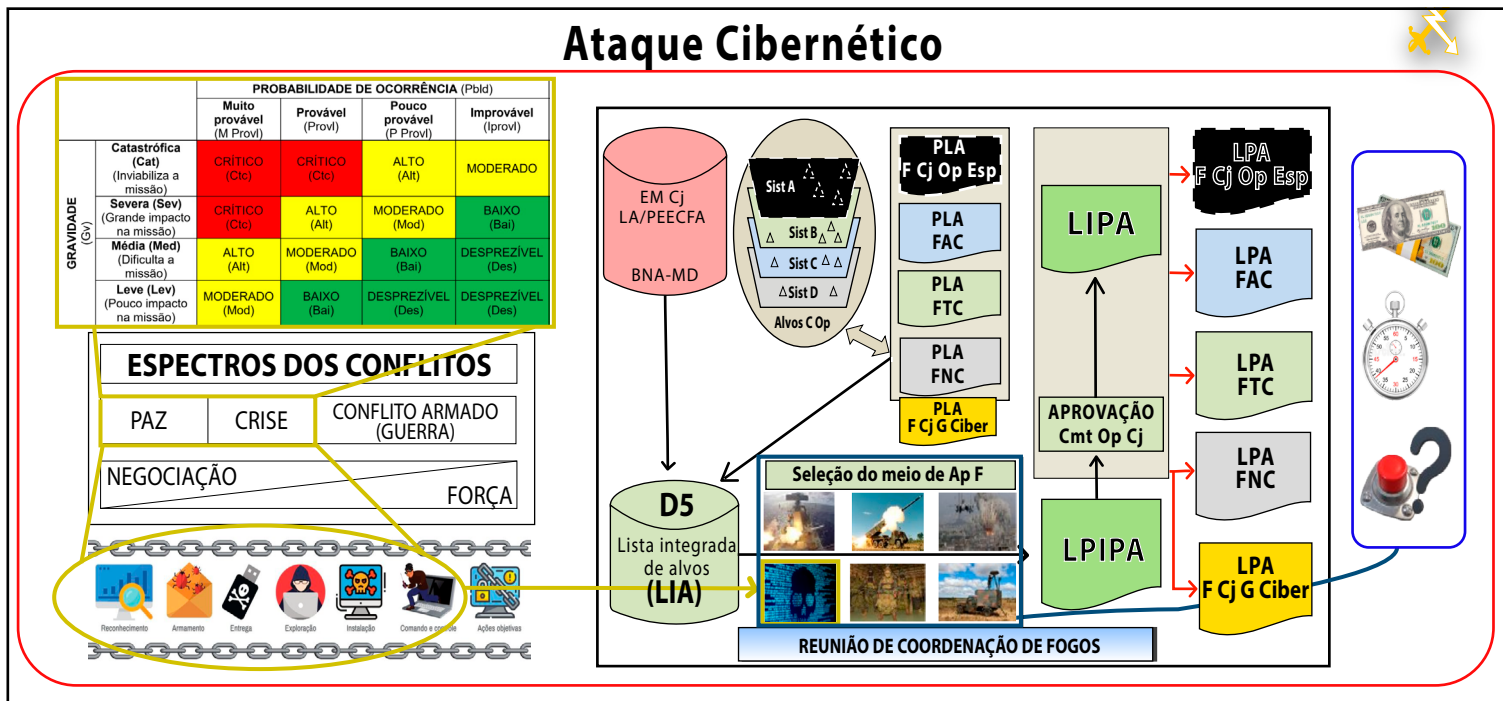 Ataque Cibernético
PROBABILIDADE DE OCORRÊNCIA (Pbld)
Muito
provável
(M Provl)
Provável
(Provl)
Pouco
provável
(P Provl)
Improvável
(Iprovl)
GRAVIDADE
(Gv)
Catastrófica
(Cat)
(Inviabiliza a
missão)
CRÍTICO
(Ctc)
CRÍTICO
(Ctc)
ALTO
(Alt)
MODERADO
Severa (Sev)
(Grande impacto
na missão)
CRÍTICO
(Ctc)
ALTO
(Alt)
MODERADO
(Mod)
BAIXO
(Bai)
Média (Med)
(Dificulta a
missão)
ALTO
(Alt)
MODERADO
(Mod)
BAIXO
(Bai)
DESPREZÍVEL
(Des)
Leve (Lev)
(Pouco impacto
na missão)
MODERADO
(Mod)
BAIXO
(Bai)
DESPREZÍVEL
(Des)
DESPREZÍVEL
(Des)
ESPECTROS DOS CONFLITOS
PAZ
CRISE
CONFLITO ARMADO
(GUERRA)
NEGOCIAÇÃO
FORÇA
Reconhecimento
Armamento
Entrega
Exploração
Instalação
Comando e controle
Ações objetivas
EM Cj
LA/PEECFA
BNA-MD
Sist A
Sist B
Sist C
Sist D
Alvos C Op
PLA
F Cj Op Esp
PLA
FAC
PLA
FTC
PLA
FNC
PLA
F Cj G Ciber
D5
Lista integrada
de alvos
(LIA)
Seleção do meio de Ap F
REUNIÃO DE COORDENAÇÃO DE FOGOS
LIPA
APROVAÇÃO
Cmt Op Cj
LPIPA
LPA
F Cj Op Esp
LPA
FAC
LPA
FTC
LPA
FNC
LPA
F Cj G Ciber